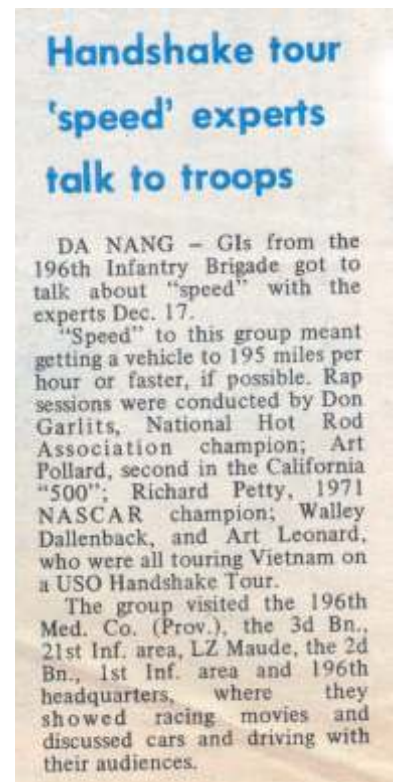 Handshake tour
'speed' experts
talk to troops
DA NANG – GIs from the
196th Infantry Brigade got to
talk about "speed" with the
experts Dec. 17.
"Speed" to this group meant
getting a vehicle to 195 miles per
hour or faster, if possible. Rap
sessions were conducted by Don
Garlits, National Hot Rod
Association champion; Art
Pollard, second in the California
"500"; Richard Petty, 1971
NASCAR champion; Walley
Dallenback, and Art Leonard,
who were all touring Vietnam on
a USO Handshake Tour.
The group visited the 196th
Med. Co. (Prov.), the 3d Bn.,
21st Inf. area, LZ Maude, the 2d
Bn., 1st Inf. area and 196th
headquarters, where they
showed racing movies and
discussed cars and driving with
their audiences.